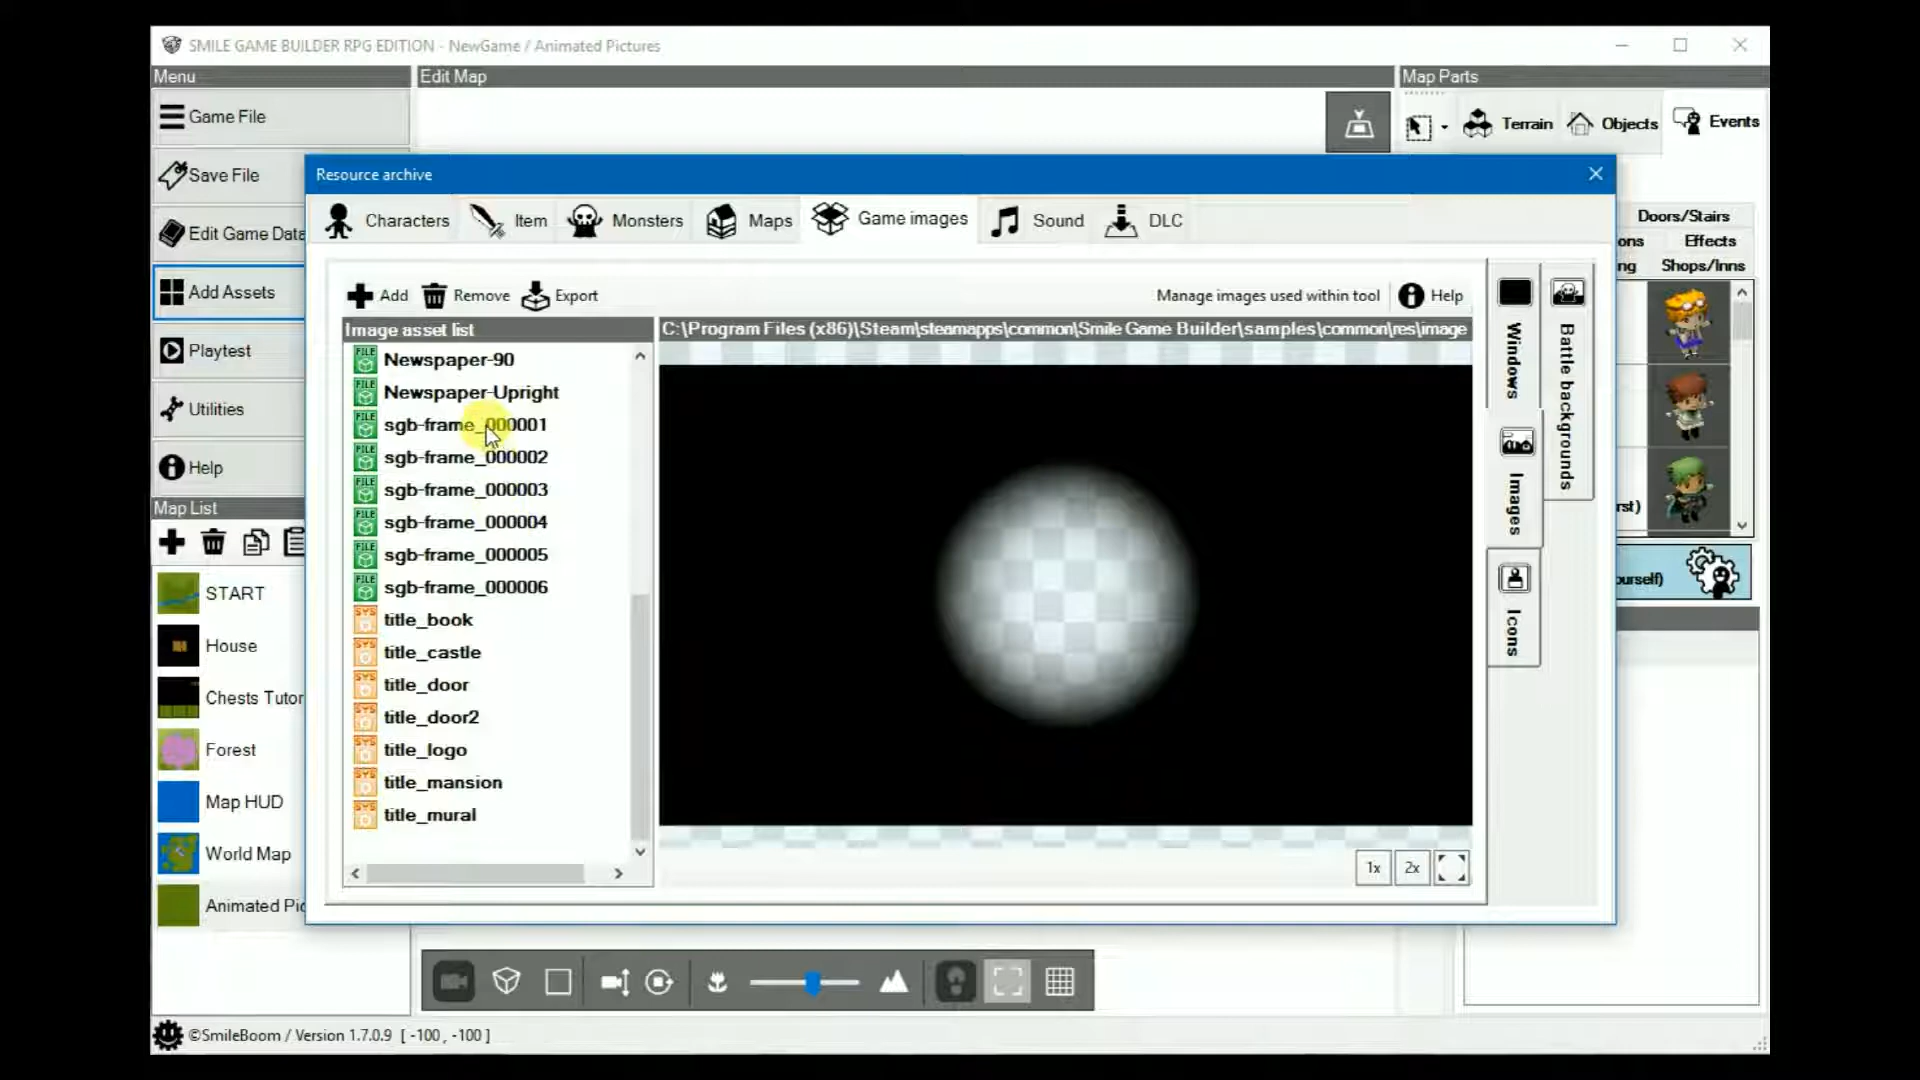 SMILE GAME BUILDER RPG EDITION - NewGame / Animated Pictures
Menu
Edit Map
Map Parts
Game File
Terrain
Objects
Events
Save File
Resource archive
Edit Game Data
Characters
Item
Monsters
Maps
Game images
Sound
DLC
Doors/Stairs
ons
Effects
ng
Shops/Inns
Add Assets
Add
Remove
Export
Manage images used within tool
Help
Image asset list
C:\Program Files (x86)\Steam\steamapps\common\Smile Game Builder\samples\common\res\image
Playtest
Newspaper-90
Newspaper-Upright
Utilities
sgb-frame_000001
sgb-frame_000002
Help
sgb-frame_000003
sgb-frame_000004
sgb-frame_000005
sgb-frame_000006
title_book
title_castle
title_door
title_door2
title_logo
title_mansion
title_mural
Windows
Battle backgrounds
Images
Icons
rst)
ourself)
Map List
START
House
Chests Tutor
Forest
Map HUD
World Map
Animated Pic
1x
2x
©SmileBoom / Version 1.7.0.9 [ -100 , -100 ]